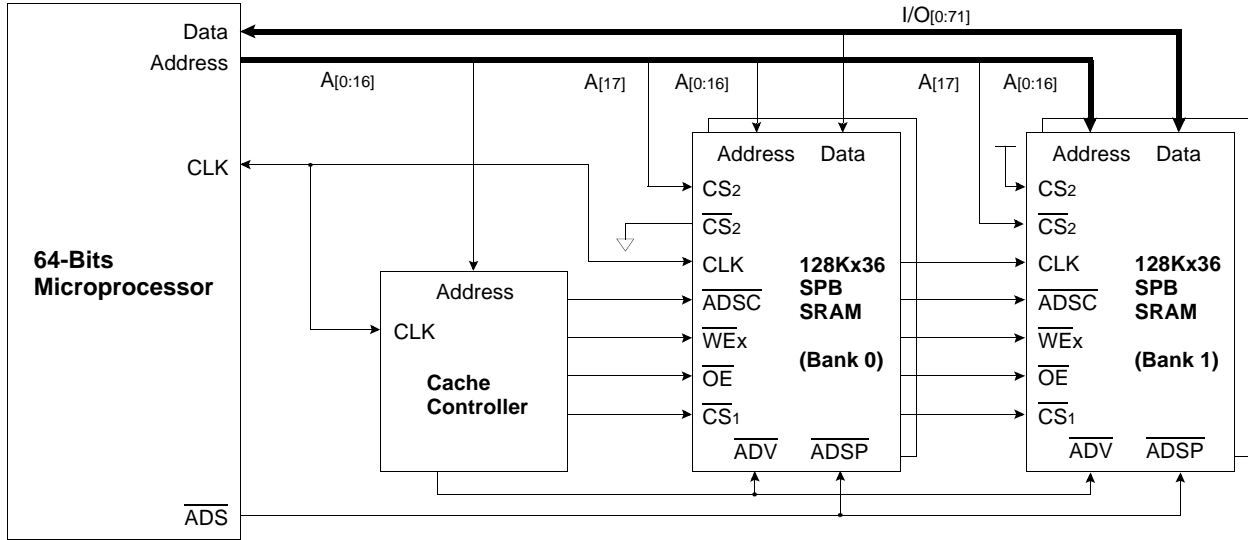 I/O[0:71]
Data
Address
A[0:16]
A[17]
A[0:16]
A[17]
A[0:16]
CLK
64-Bits
Microprocessor
ADS
Address
CLK
Cache
Controller
Address Data
CS2
CS2
CLK
ADSC
WEx
OE
CS1
128Kx36
SPB
SRAM
(Bank 0)
ADV ADSP
Address Data
CS2
CS2
CLK
ADSC
WEx
OE
CS1
128Kx36
SPB
SRAM
(Bank 1)
ADV ADSP